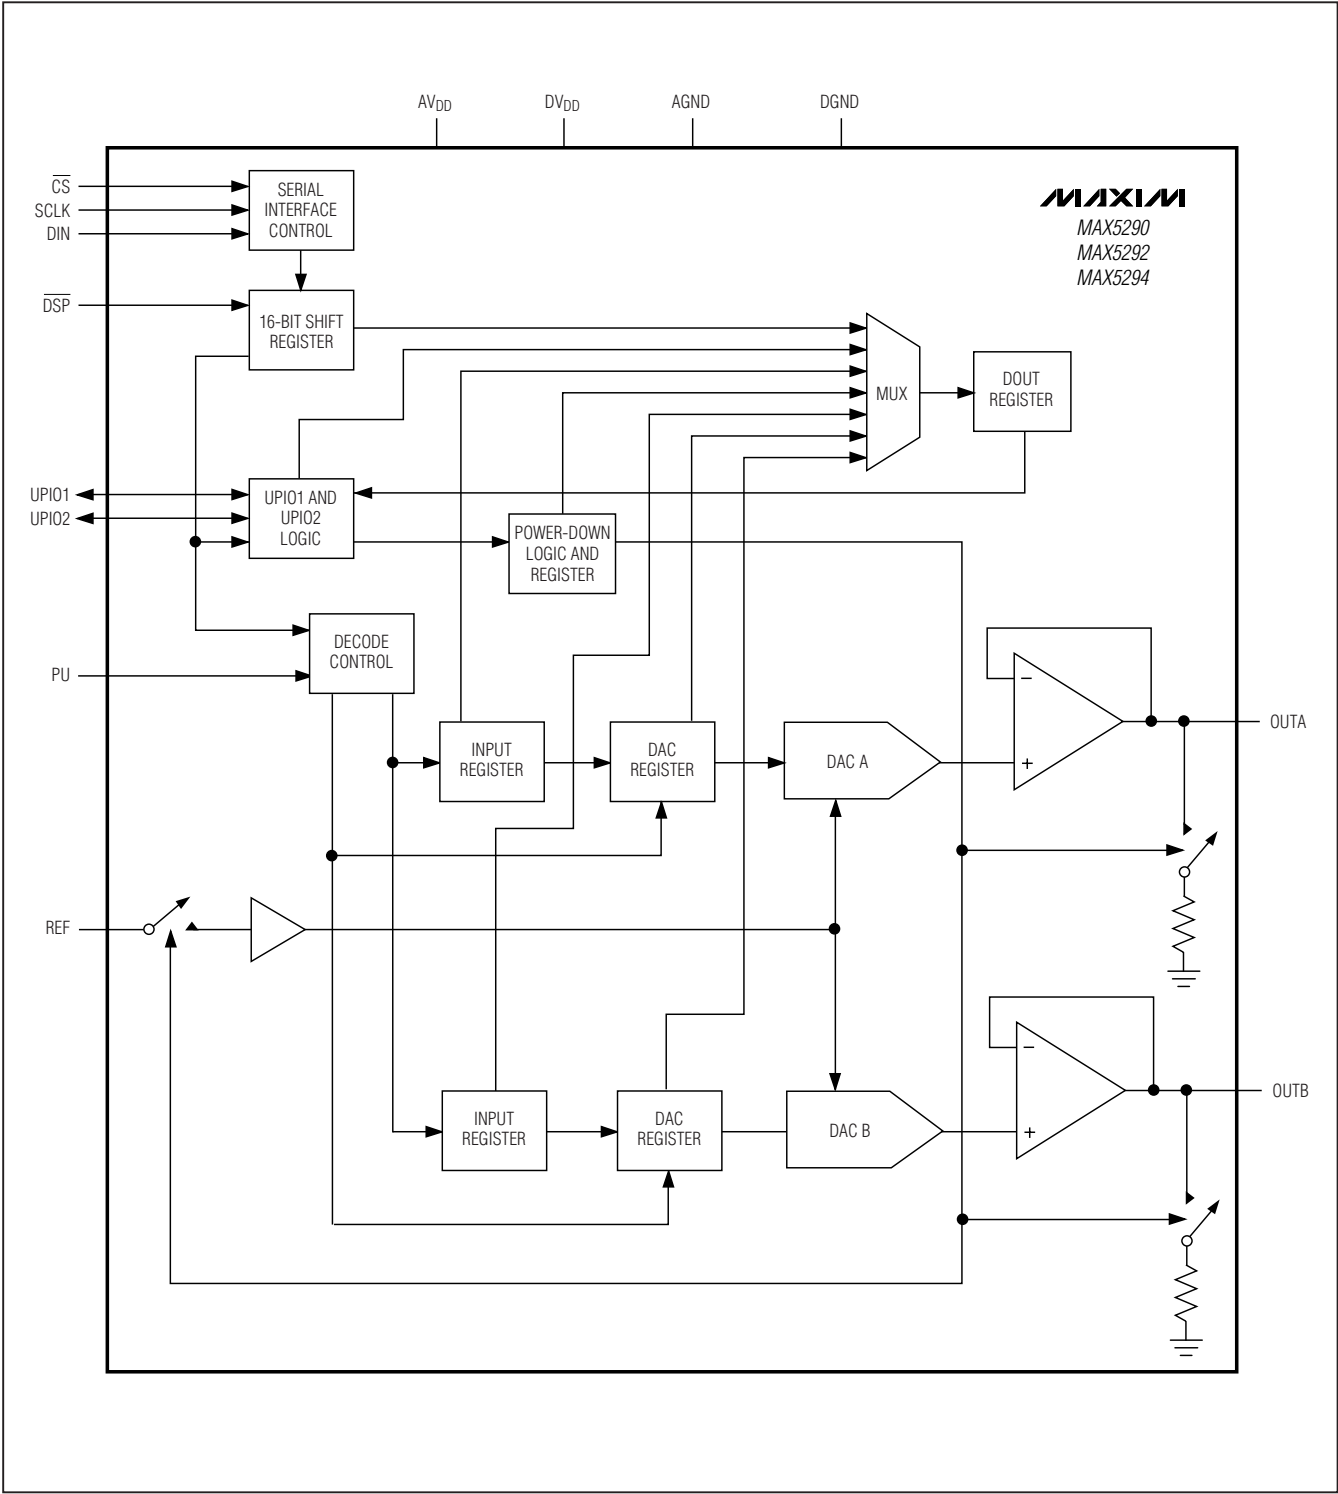 AVDD DVDD AGND DGND
CS
SCLK
DIN
SERIAL
INTERFACE
CONTROL
MAXIM
MAX5290
MAX5292
MAX5294
DSP
16-BIT SHIFT
REGISTER
MUX
DOUT
REGISTER
UPIO1
UPIO2
UPIO1 AND
UPIO2
LOGIC
POWER-DOWN
LOGIC AND
REGISTER
DECODE
CONTROL
PU
INPUT
REGISTER
DAC
REGISTER
DAC A
−
+
OUTA
REF
INPUT
REGISTER
DAC
REGISTER
DAC B
−
+
OUTB